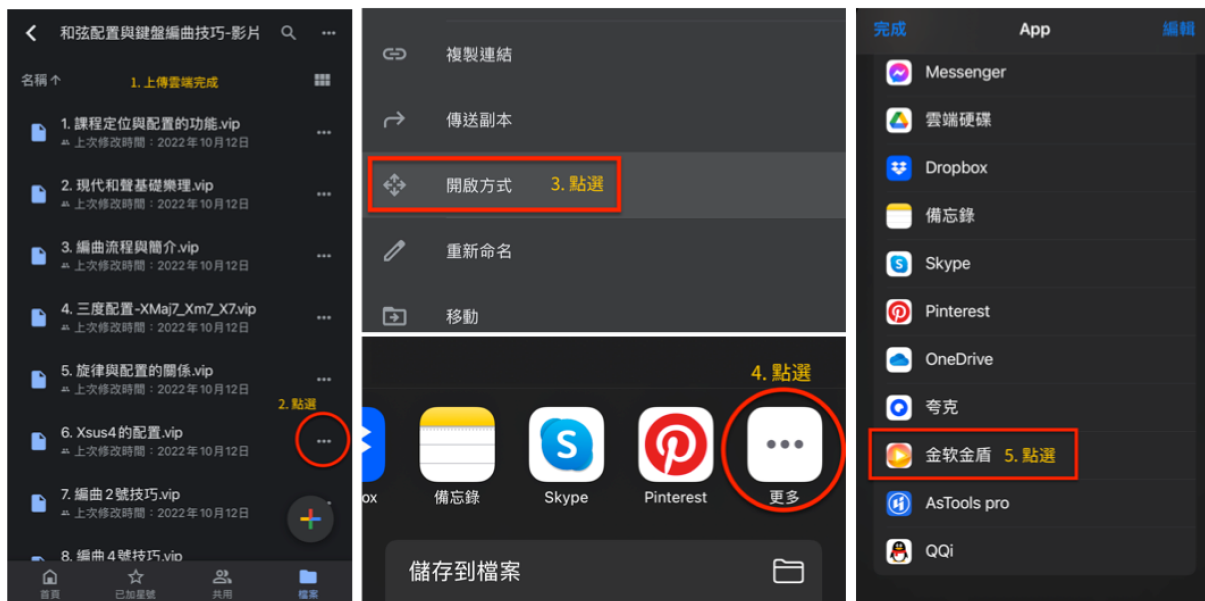 和弦配置與鍵盤編曲技巧-影片
名稱↑
1. 上傳雲端完成
1. 課程定位與配置的功能.vip
上次修改時間：2022年10月12日
2. 現代和聲基礎樂理.vip
上次修改時間：2022年10月12日
3. 編曲流程與簡介.vip
上次修改時間：2022年10月12日
4. 三度配置-XMaj7_Xm7_X7.vip
上次修改時間：2022年10月12日
5. 旋律與配置的關係.vip
上次修改時間：2022年10月12日
2. 點選
6. Xsus4的配置.vip
上次修改時間：2022年10月12日
7. 編曲2號技巧.vip
上次修改時間：2022年10月12日
8. 編曲4號技巧.vip
首頁
已加星號
共用
檔案
複製連結
傳送副本
開啟方式
3. 點選
重新命名
移動
4. 點選
ox
備忘錄
Skype
Pinterest
更多
儲存到檔案
完成
App
編輯
Messenger
雲端硬碟
Dropbox
備忘錄
Skype
Pinterest
OneDrive
夸克
金软金盾
5. 點選
AsTools pro
QQi